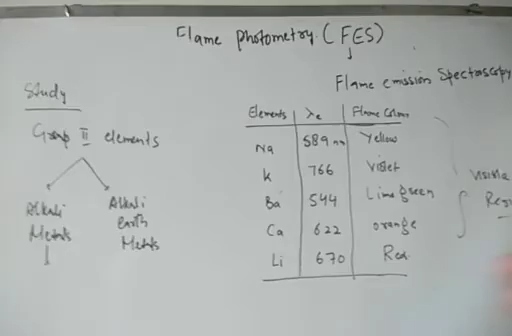 Flame photometry (FES)
Flame emission Spectroscopy
Study
Group II elements
Alkali Metals
Alkali Earth Metals
Elements λe Flame Colour
Na 589 nm Yellow
K 766 Violet
Ba 544 Lime green
Ca 622 orange
Li 670 Red
Visible